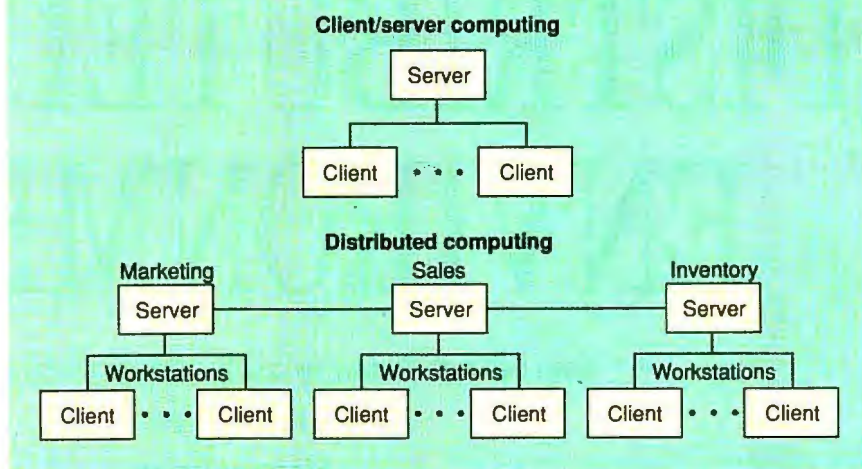 Client/server computing
Server
Client • • • Client
Distributed computing
Marketing Sales Inventory
Server Server Server
Workstations Workstations Workstations
Client • • • Client Client • • • Client Client • • • Client